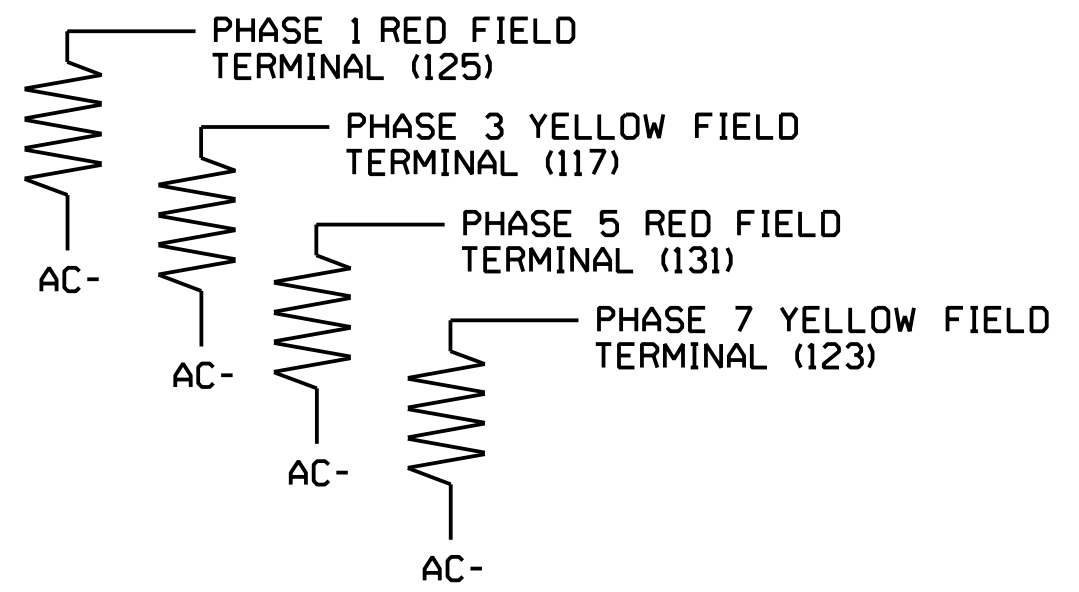 PHASE 1 RED FIELD
TERMINAL (125)
AC-
PHASE 3 YELLOW FIELD
TERMINAL (117)
AC-
PHASE 5 RED FIELD
TERMINAL (131)
AC-
PHASE 7 YELLOW FIELD
TERMINAL (123)
AC-